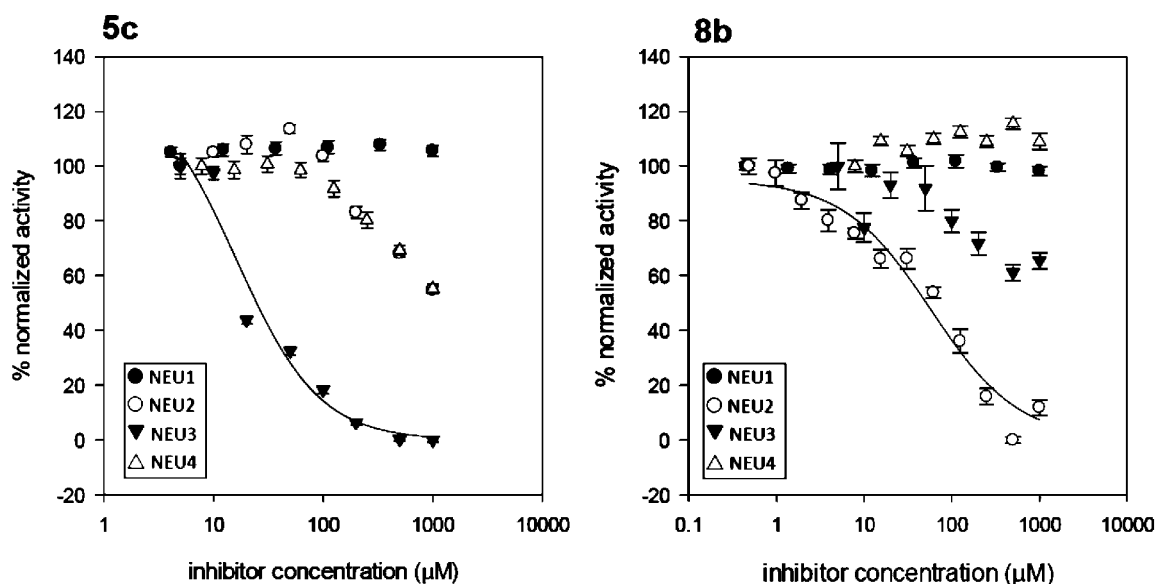 5c
140
120
100
80
60
40
20
0
-20
% normalized activity
NEU1
NEU2
NEU3
NEU4
1 10 100 1000 10000
inhibitor concentration (µM)
8b
140
120
100
80
60
40
20
0
-20
% normalized activity
NEU1
NEU2
NEU3
NEU4
0.1 1 10 100 1000 10000
inhibitor concentration (µM)